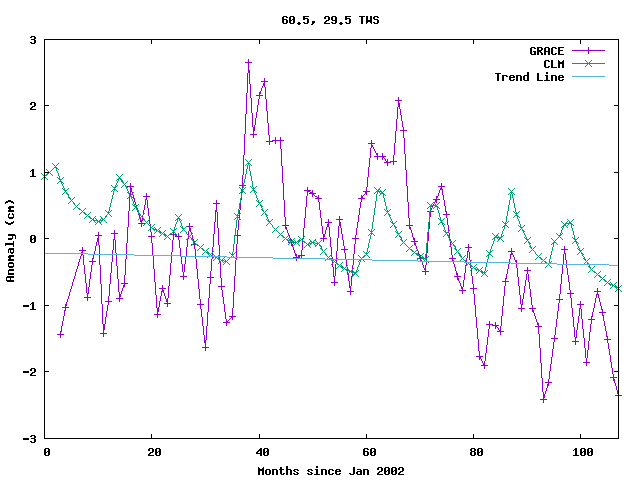 60.5, 29.5 TWS
GRACE
CLM
Trend Line
Anomaly (cm)
3
2
1
0
-1
-2
-3
0 20 40 60 80 100
Months since Jan 2002